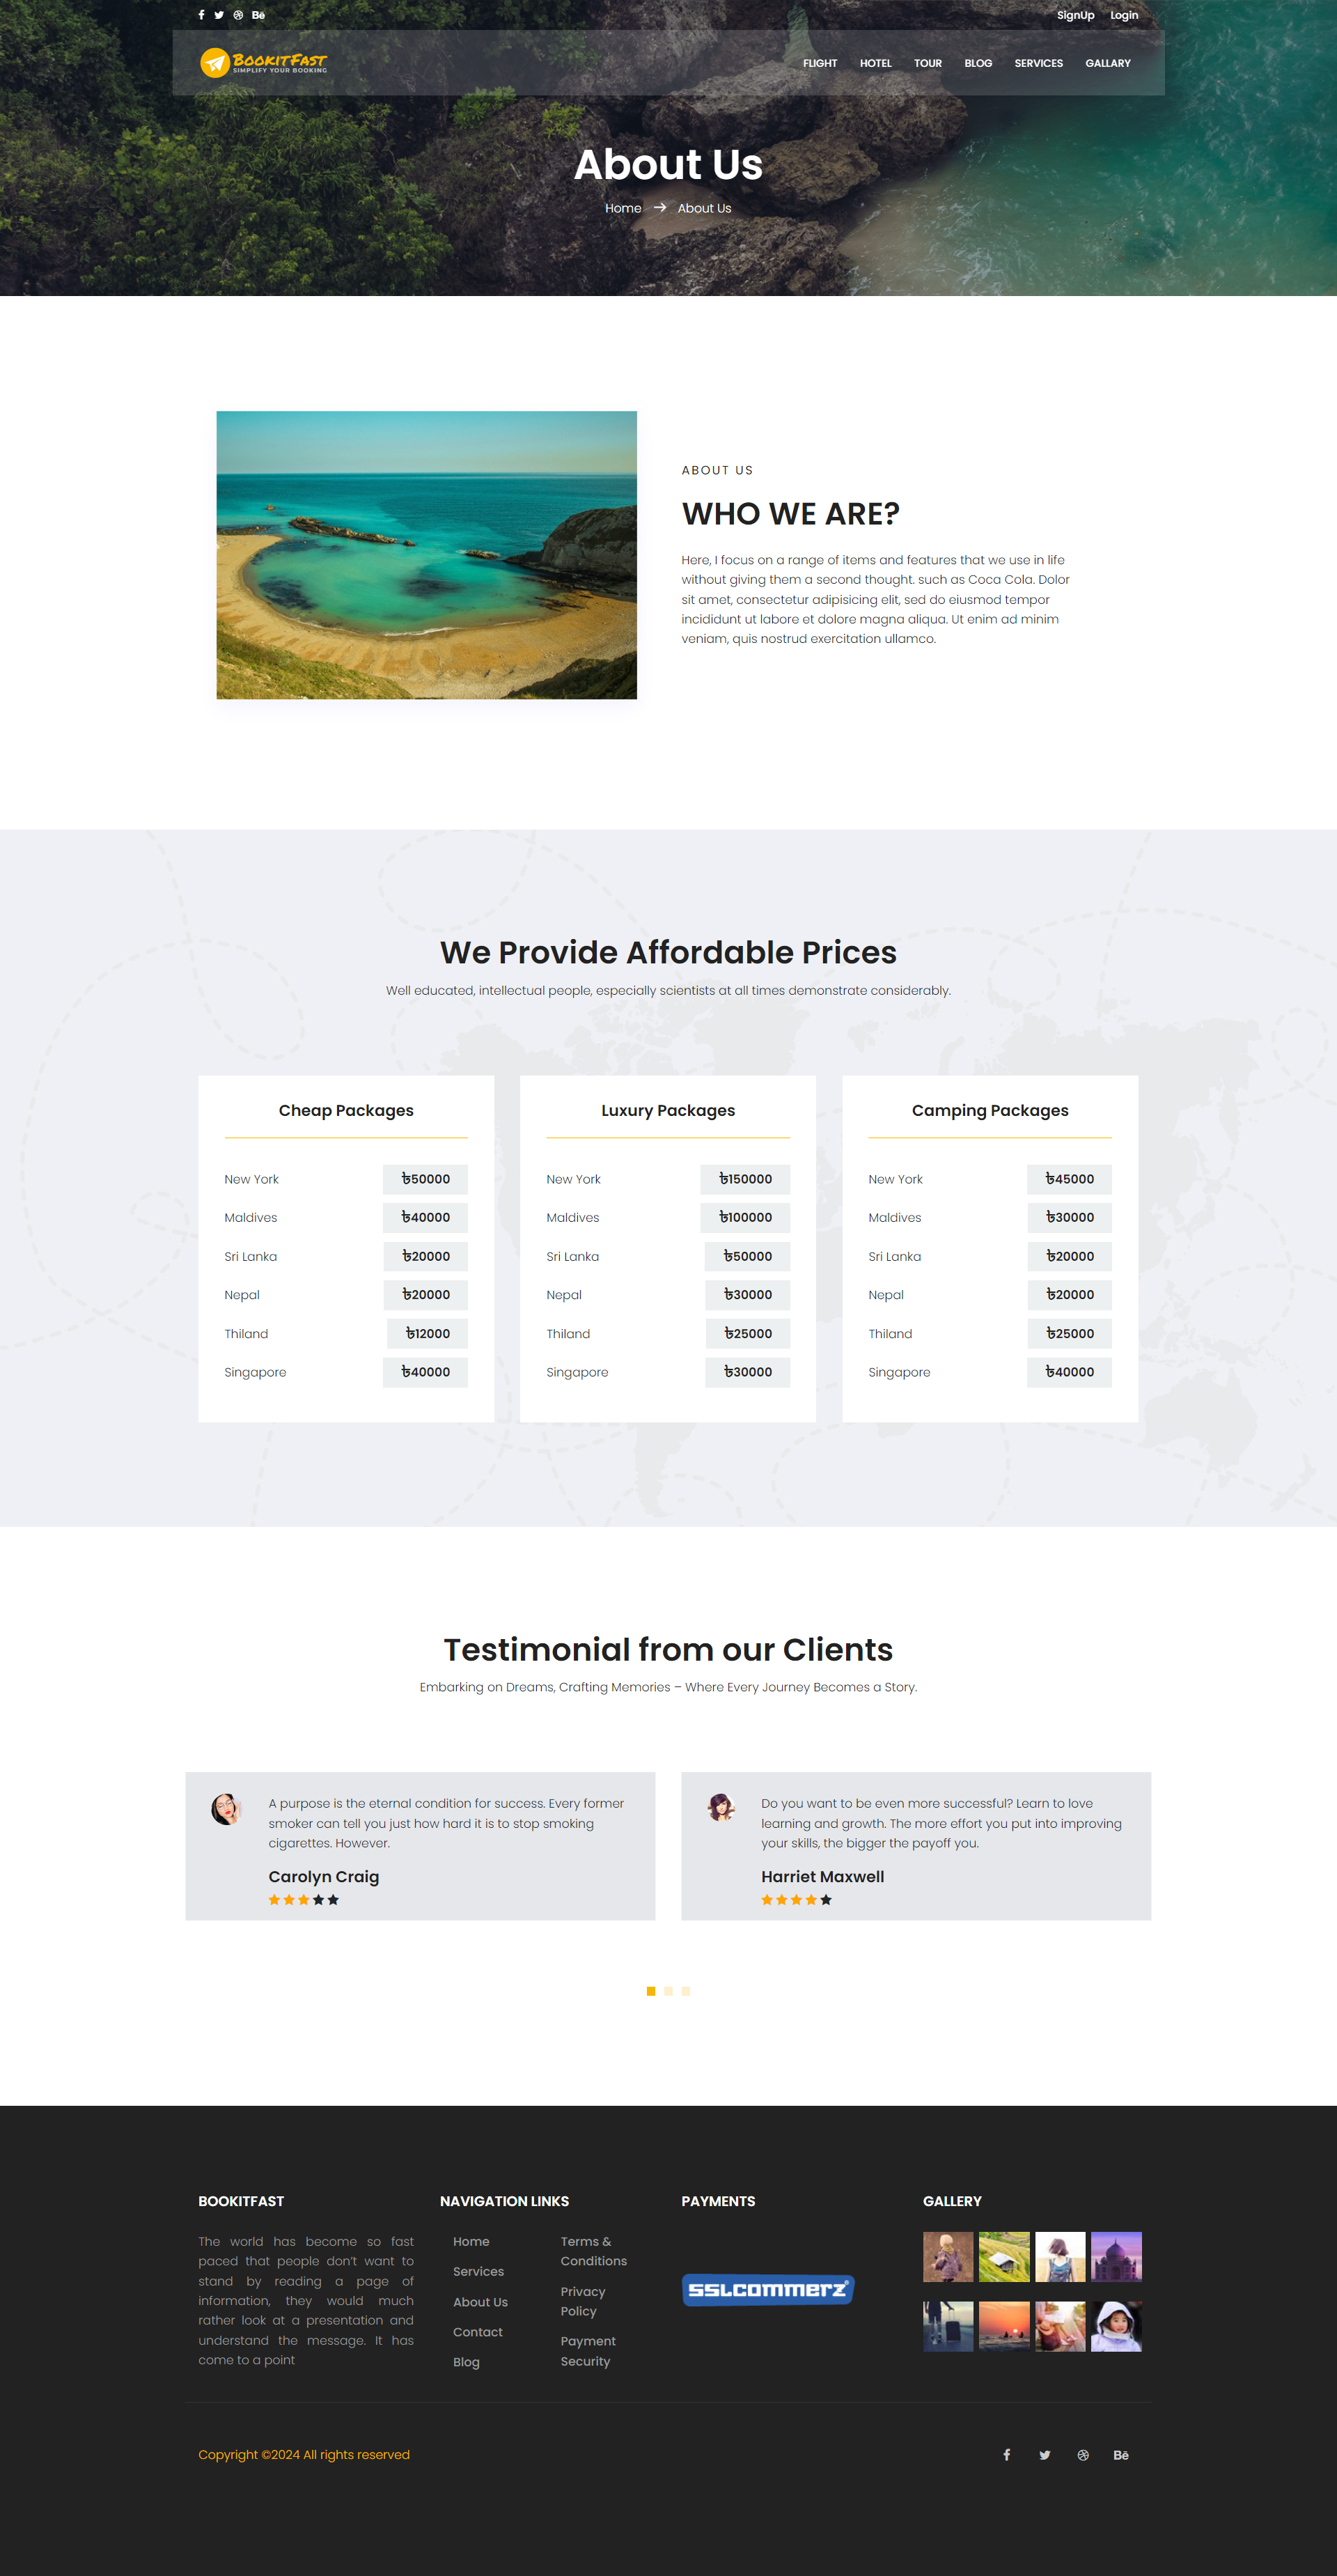 SignUp Login
BOOKITFAST
SIMPLIFY YOUR BOOKING
FLIGHT HOTEL TOUR BLOG SERVICES GALLARY
About Us
Home → About Us
ABOUT US
WHO WE ARE?
Here, I focus on a range of items and features that we use in life
without giving them a second thought. such as Coca Cola. Dolor
sit amet, consectetur adipisicing elit, sed do eiusmod tempor
incididunt ut labore et dolore magna aliqua. Ut enim ad minim
veniam, quis nostrud exercitation ullamco.
We Provide Affordable Prices
Well educated, intellectual people, especially scientists at all times demonstrate considerably.
Cheap Packages
New York ৳50000
Maldives ৳40000
Sri Lanka ৳20000
Nepal ৳20000
Thiland ৳12000
Singapore ৳40000
Luxury Packages
New York ৳150000
Maldives ৳100000
Sri Lanka ৳50000
Nepal ৳30000
Thiland ৳25000
Singapore ৳30000
Camping Packages
New York ৳45000
Maldives ৳30000
Sri Lanka ৳20000
Nepal ৳20000
Thiland ৳25000
Singapore ৳40000
Testimonial from our Clients
Embarking on Dreams, Crafting Memories – Where Every Journey Becomes a Story.
A purpose is the eternal condition for success. Every former
smoker can tell you just how hard it is to stop smoking
cigarettes. However.
Carolyn Craig
Do you want to be even more successful? Learn to love
learning and growth. The more effort you put into improving
your skills, the bigger the payoff you.
Harriet Maxwell
BOOKITFAST
The world has become so fast
paced that people don't want to
stand by reading a page of
information, they would much
rather look at a presentation and
understand the message. It has
come to a point
NAVIGATION LINKS
Home
Services
About Us
Contact
Blog
Terms &
Conditions
Privacy
Policy
Payment
Security
PAYMENTS
SSLCOMMERZ®
GALLERY
Copyright ©2024 All rights reserved